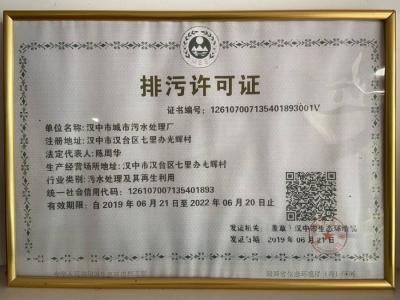 排污许可证
证书编号：126107007135401893001V
单位名称：汉中市城市污水处理厂
注册地址：汉中市汉台区七里办光辉村
法定代表人：陈周华
生产经营场所地址：汉中市汉台区七里办光辉村
行业类别：污水处理及其再生利用
统一社会信用代码：126107007135401893
有效期限：自2019年06月21日至2022年06月20日止
发证机关：
汉中市生态环境局
发证日期：2019年06月21日